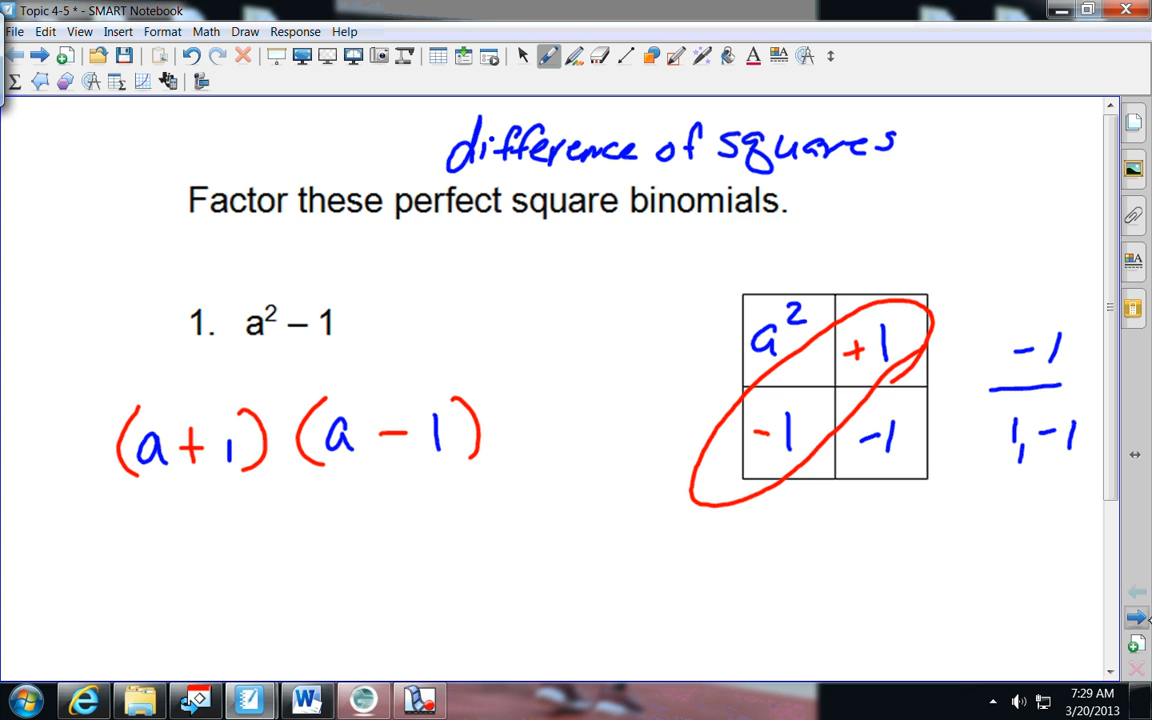 Topic 4-5 * - SMART Notebook
File Edit View Insert Format Math Draw Response Help
difference of squares
Factor these perfect square binomials.
1. a² – 1
a² +1
-1 -1
-1
1, -1
(a + 1) (a - 1)
7:29 AM
3/20/2013